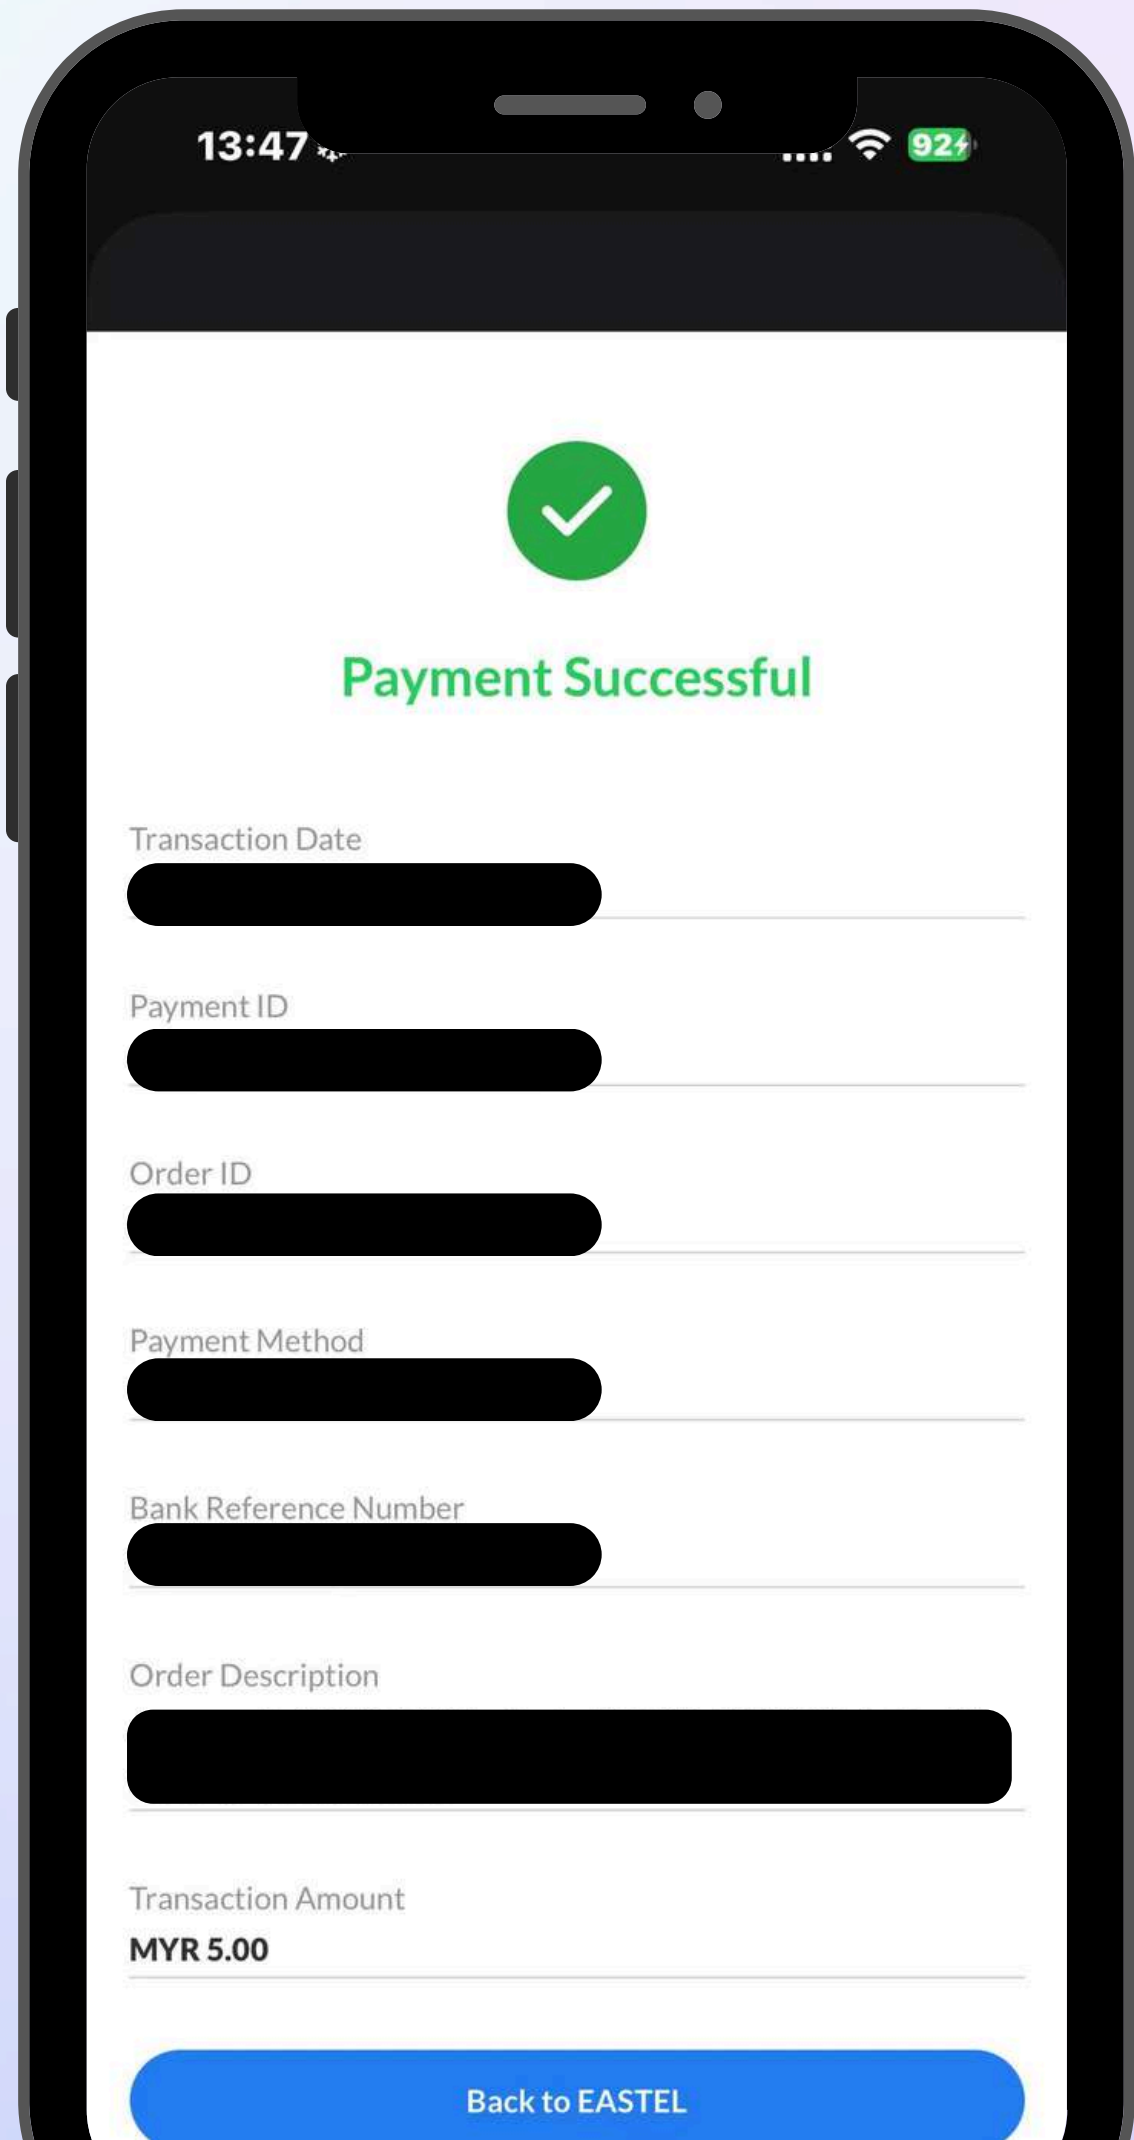 13:47
92
Payment Successful
Transaction Date
Payment ID
Order ID
Payment Method
Bank Reference Number
Order Description
Transaction Amount
MYR 5.00
Back to EASTEL